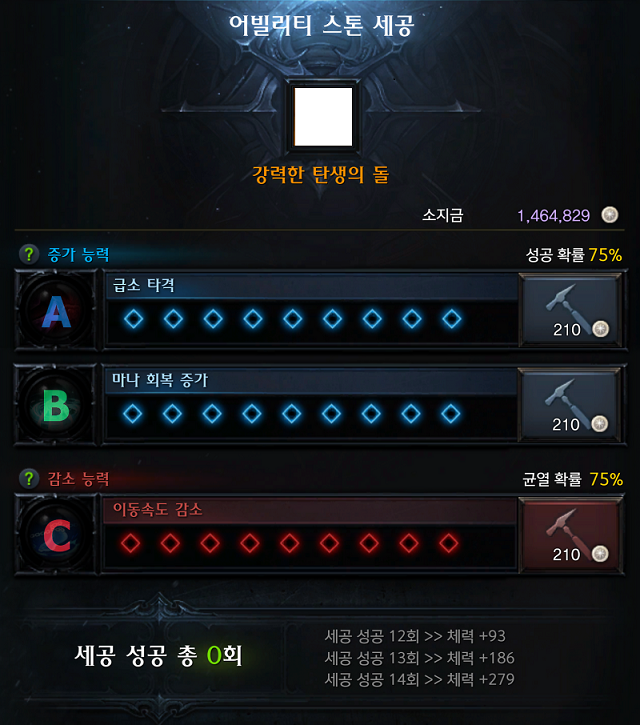 어빌리티 스톤 세공
강력한 탄생의 돌
소지금 1,464,829
? 증가 능력 성공 확률 75%
A 급소 타격 210
B 마나 회복 증가 210
? 감소 능력 균열 확률 75%
C 이동속도 감소 210
세공 성공 총 0회
세공 성공 12회 >> 체력 +93
세공 성공 13회 >> 체력 +186
세공 성공 14회 >> 체력 +279